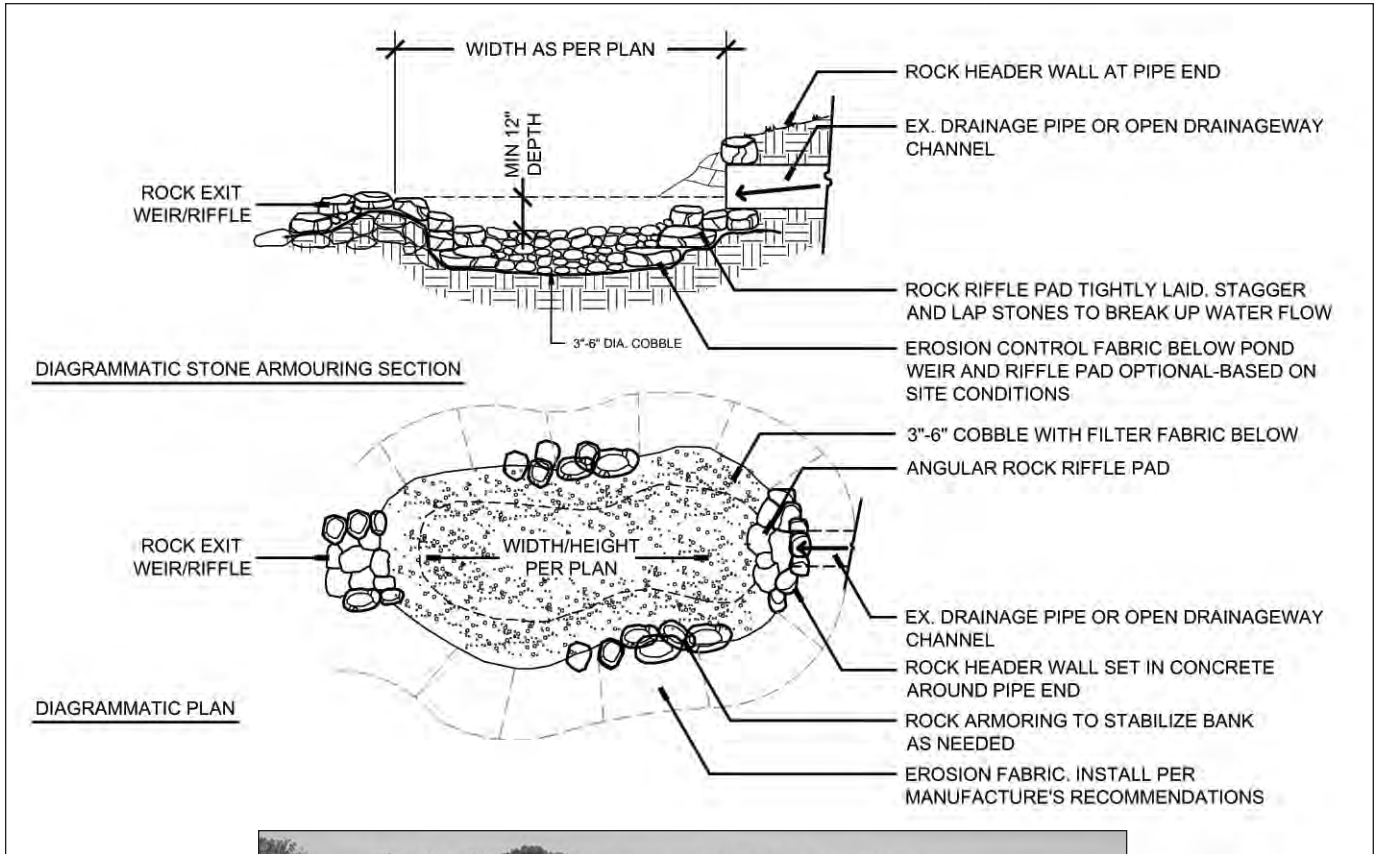 WIDTH AS PER PLAN
ROCK HEADER WALL AT PIPE END
EX. DRAINAGE PIPE OR OPEN DRAINAGEWAY
CHANNEL
MIN 12"
DEPTH
ROCK EXIT
WEIR/RIFFLE
ROCK RIFFLE PAD TIGHTLY LAID. STAGGER
AND LAP STONES TO BREAK UP WATER FLOW
3"-6" DIA. COBBLE
EROSION CONTROL FABRIC BELOW POND
WEIR AND RIFFLE PAD OPTIONAL-BASED ON
SITE CONDITIONS
DIAGRAMMATIC STONE ARMOURING SECTION
3"-6" COBBLE WITH FILTER FABRIC BELOW
ANGULAR ROCK RIFFLE PAD
ROCK EXIT
WEIR/RIFFLE
WIDTH/HEIGHT
PER PLAN
EX. DRAINAGE PIPE OR OPEN DRAINAGEWAY
CHANNEL
ROCK HEADER WALL SET IN CONCRETE
AROUND PIPE END
DIAGRAMMATIC PLAN
ROCK ARMORING TO STABILIZE BANK
AS NEEDED
EROSION FABRIC. INSTALL PER
MANUFACTURE'S RECOMMENDATIONS